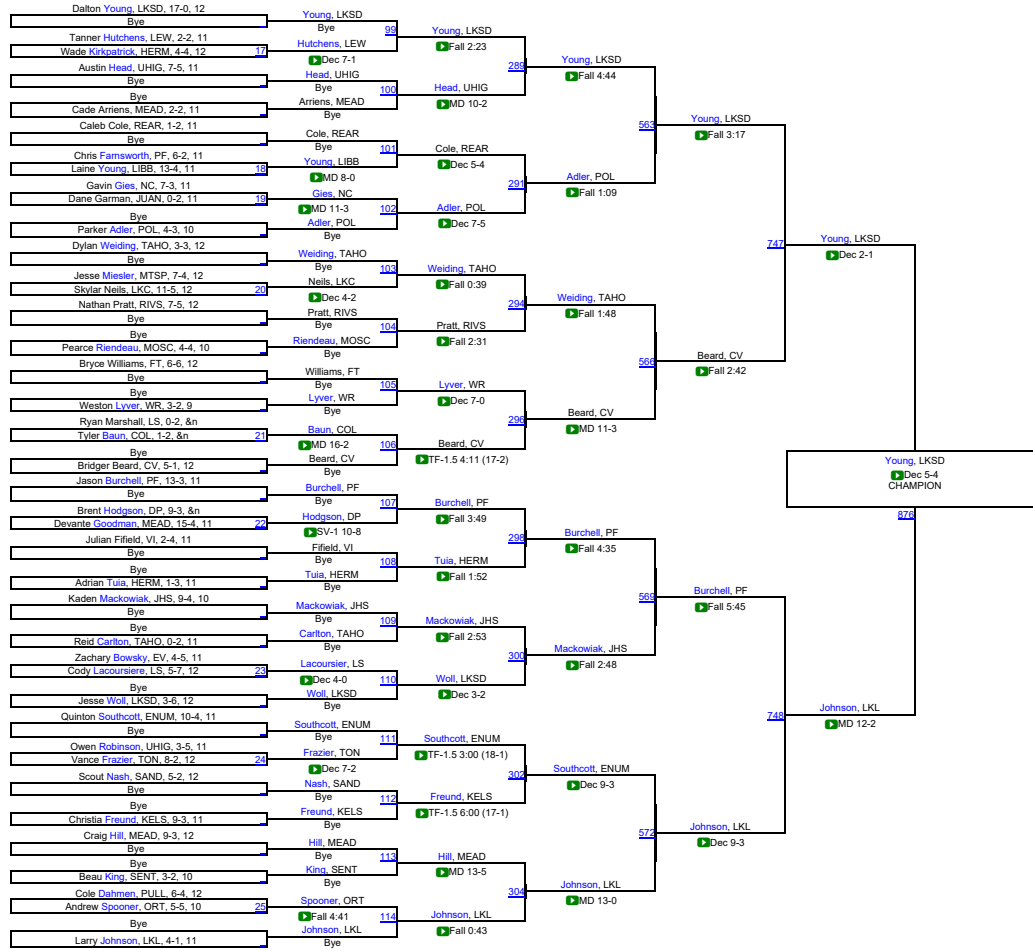 Dalton Young, LKSD, 17-0, 12
Bye
Tanner Hutchens, LEW, 2-2, 11
Wade Kirkpatrick, HERM, 4-4, 12
17
Austin Head, UHIG, 7-5, 11
Bye
Bye
Cade Arriens, MEAD, 2-2, 11
Caleb Cole, REAR, 1-2, 11
Bye
Chris Farnsworth, PF, 6-2, 11
Laine Young, LIBB, 13-4, 11
18
Gavin Gies, NC, 7-3, 11
Dane Garman, JUAN, 0-2, 11
19
Bye
Parker Adler, POL, 4-3, 10
Dylan Weiding, TAHO, 3-3, 12
Bye
Jesse Miesler, MTSP, 7-4, 12
Skylar Neils, LKC, 11-5, 12
20
Nathan Pratt, RIVS, 7-5, 12
Bye
Bye
Pearce Riendeau, MOSC, 4-4, 10
Bryce Williams, FT, 6-6, 12
Bye
Bye
Weston Lyver, WR, 3-2, 9
Ryan Marshall, LS, 0-2, &n
Tyler Baun, COL, 1-2, &n
21
Bye
Bridger Beard, CV, 5-1, 12
Jason Burchell, PF, 13-3, 11
Bye
Brent Hodgson, DP, 9-3, &n
Devante Goodman, MEAD, 15-4, 11
22
Julian Fifield, VI, 2-4, 11
Bye
Bye
Adrian Tuia, HERM, 1-3, 11
Kaden Mackowiak, JHS, 9-4, 10
Bye
Bye
Reid Carlton, TAHO, 0-2, 11
Zachary Bowsky, EV, 4-5, 11
Cody Lacoursiere, LS, 5-7, 12
23
Bye
Jesse Woll, LKSD, 3-6, 12
Quinton Southcott, ENUM, 10-4, 11
Bye
Owen Robinson, UHIG, 3-5, 11
Vance Frazier, TON, 8-2, 12
24
Scout Nash, SAND, 5-2, 12
Bye
Bye
Christia Freund, KELS, 9-3, 11
Craig Hill, MEAD, 9-3, 12
Bye
Bye
Beau King, SENT, 3-2, 10
Cole Dahmen, PULL, 6-4, 12
Andrew Spooner, ORT, 5-5, 10
25
Bye
Larry Johnson, LKL, 4-1, 11
Young, LKSD
Bye
99
Hutchens, LEW
Dec 7-1
Head, UHIG
Bye
100
Arriens, MEAD
Bye
Cole, REAR
Bye
101
Young, LIBB
MD 8-0
Gies, NC
MD 11-3
102
Adler, POL
Bye
Weiding, TAHO
Bye
103
Neils, LKC
Dec 4-2
Pratt, RIVS
Bye
104
Riendeau, MOSC
Bye
Williams, FT
Bye
105
Lyver, WR
Bye
Baun, COL
MD 16-2
106
Beard, CV
Bye
Burchell, PF
Bye
107
Hodgson, DP
SV-1 10-8
Fifield, VI
Bye
108
Tuia, HERM
Bye
Mackowiak, JHS
Bye
109
Carlton, TAHO
Bye
Lacoursier, LS
Dec 4-0
110
Woll, LKSD
Bye
Southcott, ENUM
Bye
111
Frazier, TON
Dec 7-2
Nash, SAND
Bye
112
Freund, KELS
Bye
Hill, MEAD
Bye
113
King, SENT
Bye
Spooner, ORT
Fall 4:41
114
Johnson, LKL
Bye
Young, LKSD
Fall 2:23
289
Head, UHIG
MD 10-2
Cole, REAR
Dec 5-4
291
Adler, POL
Dec 7-5
Weiding, TAHO
Fall 0:39
294
Pratt, RIVS
Fall 2:31
Lyver, WR
Dec 7-0
296
Beard, CV
TF-1.5 4:11 (17-2)
Burchell, PF
Fall 3:49
298
Tuia, HERM
Fall 1:52
Mackowiak, JHS
Fall 2:53
300
Woll, LKSD
Dec 3-2
Southcott, ENUM
TF-1.5 3:00 (18-1)
302
Freund, KELS
TF-1.5 6:00 (17-1)
Hill, MEAD
MD 13-5
304
Johnson, LKL
Fall 0:43
Young, LKSD
Fall 4:44
563
Adler, POL
Fall 1:09
Weiding, TAHO
Fall 1:48
566
Beard, CV
MD 11-3
Burchell, PF
Fall 4:35
569
Mackowiak, JHS
Fall 2:48
Southcott, ENUM
Dec 9-3
572
Johnson, LKL
MD 13-0
Young, LKSD
Fall 3:17
747
Beard, CV
Fall 2:42
Burchell, PF
Fall 5:45
748
Johnson, LKL
Dec 9-3
Young, LKSD
Dec 2-1
Johnson, LKL
MD 12-2
Young, LKSD
Dec 5-4
CHAMPION
876